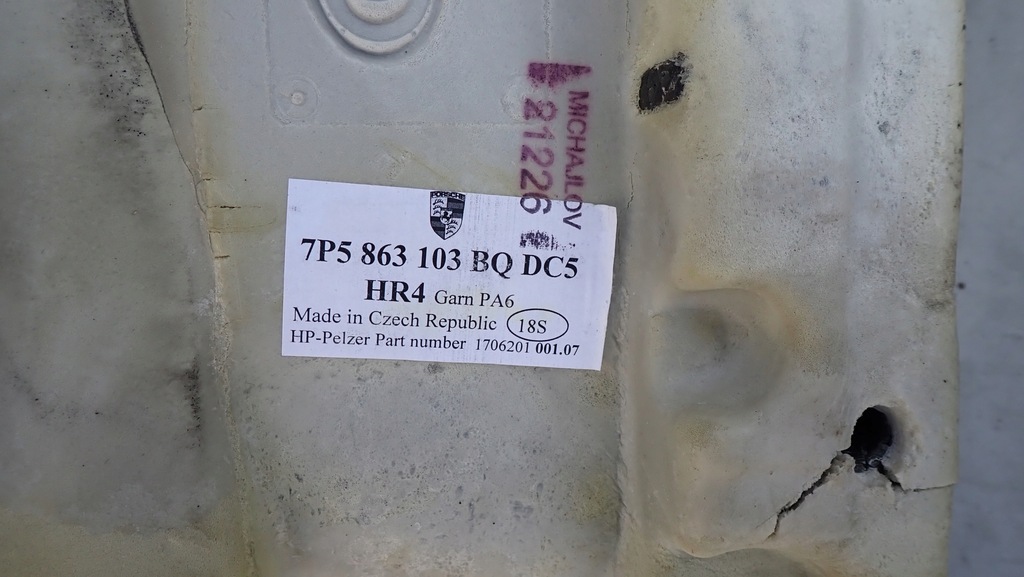 MICHAJLOV
21226
PORSCHE
7P5 863 103 BQ DC5
HR4 Garn PA6
Made in Czech Republic 18S
HP-Pelzer Part number 1706201 001.07